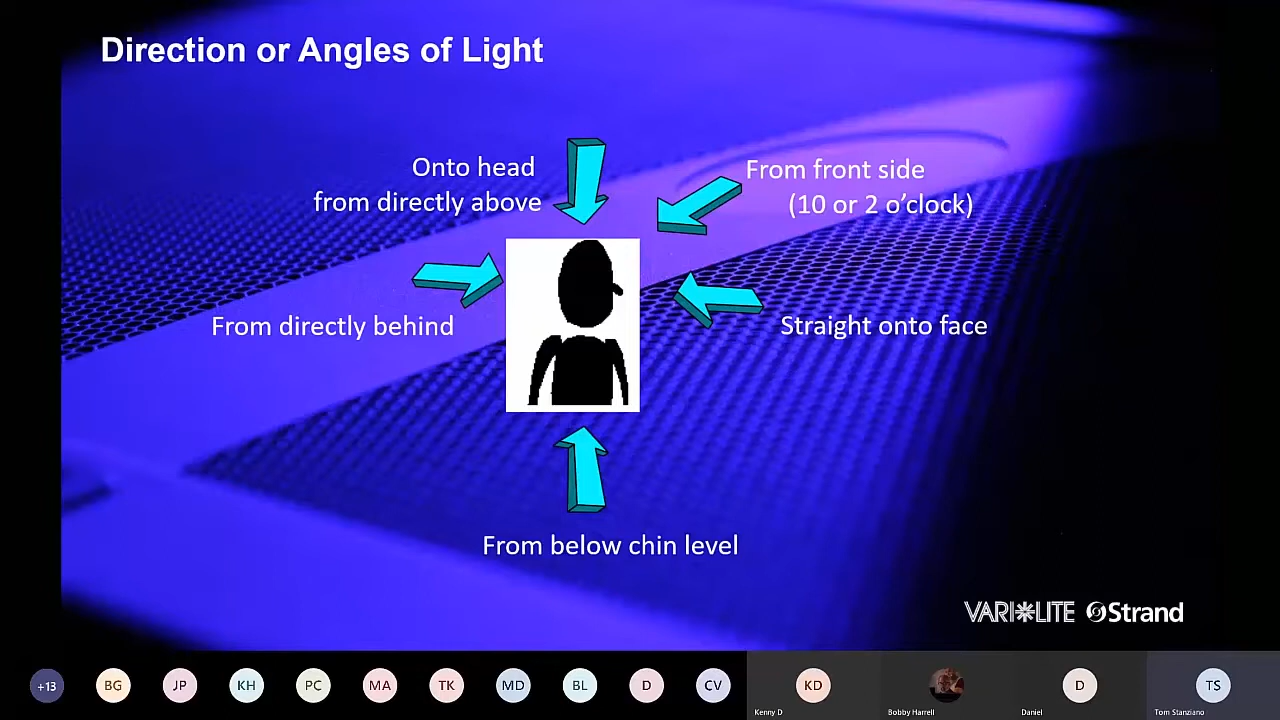 Direction or Angles of Light
Onto head
from directly above
From front side
(10 or 2 o’clock)
From directly behind
Straight onto face
From below chin level
VARI*LITE Strand
+13 BG JP KH PC MA TK MD BL D CV KD D TS
Kenny D Bobby Harrell Daniel Tom Stanziano